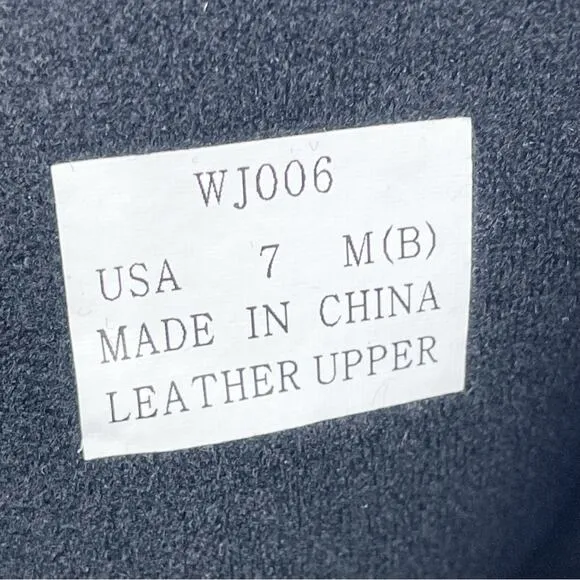 WJ006
USA 7 M(B)
MADE IN CHINA
LEATHER UPPER